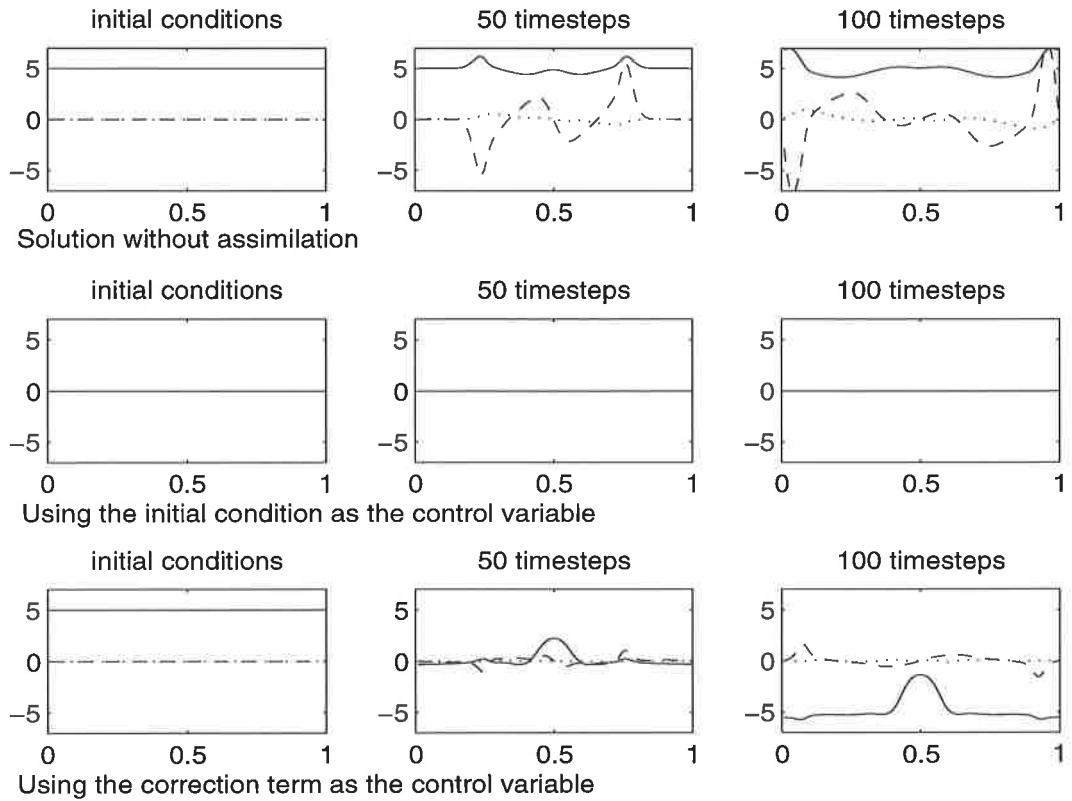 initial conditions 50 timesteps 100 timesteps
5 5 5
0 0 0
−5 −5 −5
0 0.5 1 0 0.5 1 0 0.5 1
Solution without assimilation
initial conditions 50 timesteps 100 timesteps
5 5 5
0 0 0
−5 −5 −5
0 0.5 1 0 0.5 1 0 0.5 1
Using the initial condition as the control variable
initial conditions 50 timesteps 100 timesteps
5 5 5
0 0 0
−5 −5 −5
0 0.5 1 0 0.5 1 0 0.5 1
Using the correction term as the control variable